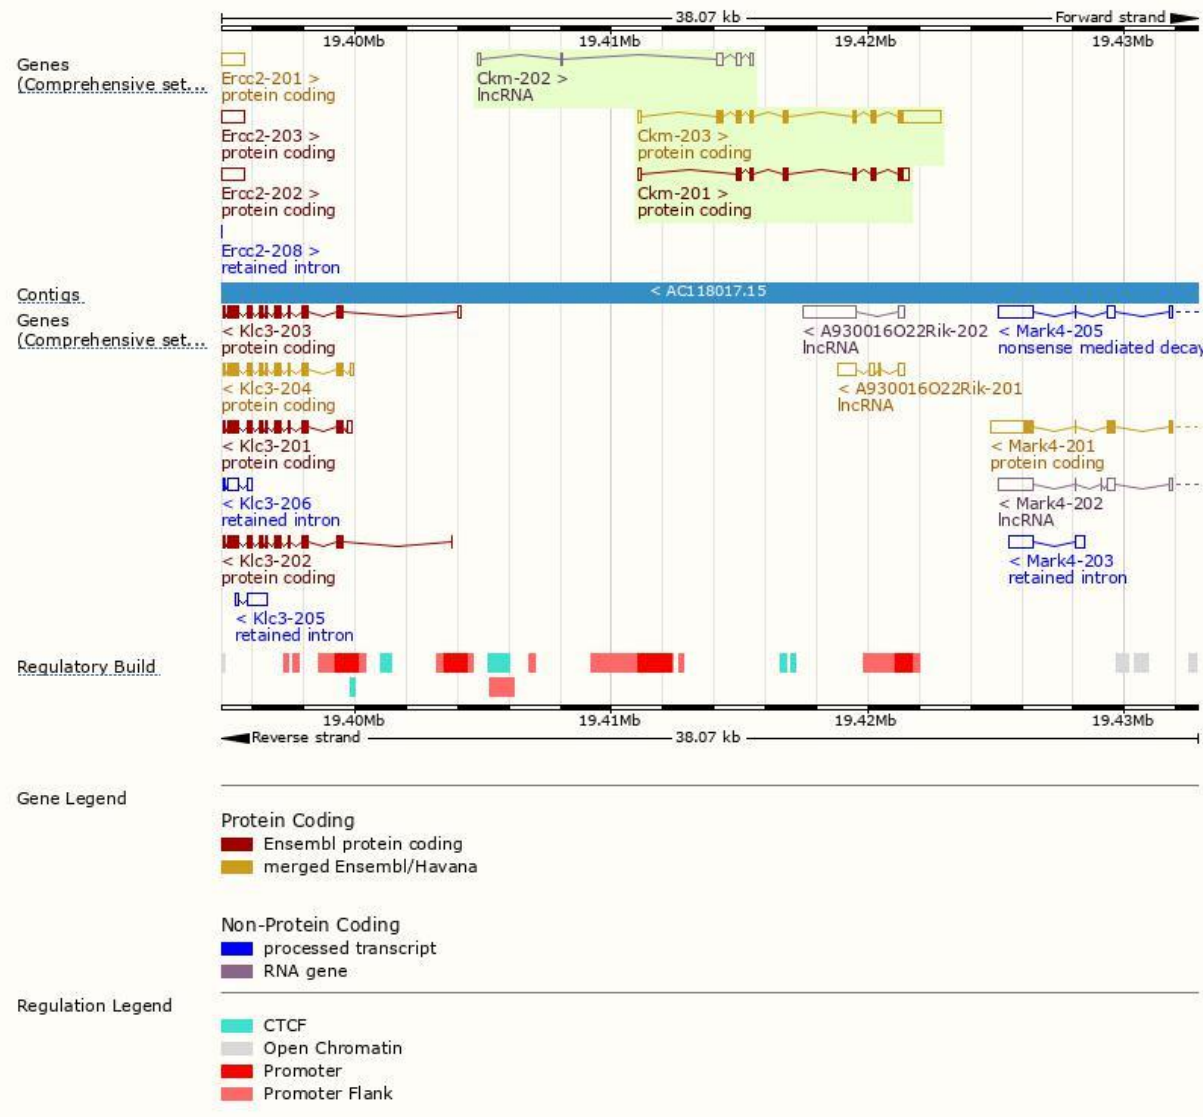 38.07 kb Forward strand
19.40Mb 19.41Mb 19.42Mb 19.43Mb
Genes
(Comprehensive set...
Ercc2-201 >
protein coding
Ckm-202 >
lncRNA
Ercc2-203 >
protein coding
Ckm-203 >
protein coding
Ercc2-202 >
protein coding
Ckm-201 >
protein coding
Ercc2-208 >
retained intron
Contigs
< AC118017.15
Genes
(Comprehensive set...
< Klc3-203
protein coding
< A930016O22Rik-202
lncRNA
< Mark4-205
nonsense mediated decay
< Klc3-204
protein coding
< A930016O22Rik-201
lncRNA
< Klc3-201
protein coding
< Mark4-201
protein coding
< Klc3-206
retained intron
< Mark4-202
lncRNA
< Klc3-202
protein coding
< Mark4-203
retained intron
< Klc3-205
retained intron
Regulatory Build
19.40Mb 19.41Mb 19.42Mb 19.43Mb
Reverse strand 38.07 kb
Gene Legend
Protein Coding
Ensembl protein coding
merged Ensembl/Havana
Non-Protein Coding
processed transcript
RNA gene
Regulation Legend
CTCF
Open Chromatin
Promoter
Promoter Flank